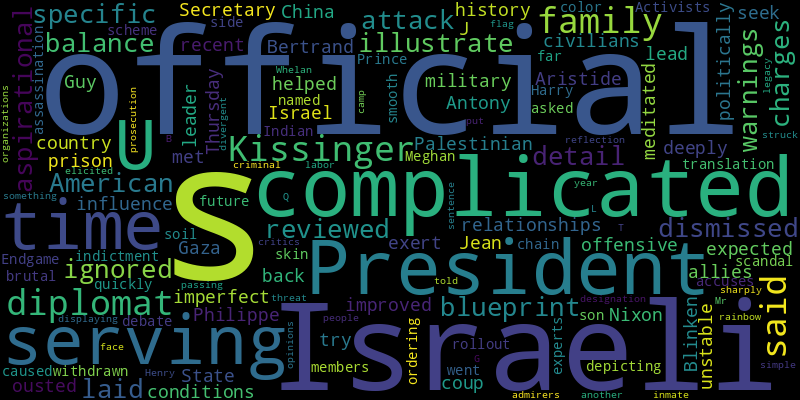 specific Secretary China attack history Activists color
aspirational side scheme J family seek
official
balance recent Bertrand illustrate civilians lead
organizations assassination Guy Thursday helped Whelan camp Prince smooth far flag Aristide Harry politically legacy charges
military named Israel Antony asked struck meditated warnings
country prosecution leader divergent Indian put
U B Kissinger Palestinian reflection deeply
prison met criminal labor Meghan detail translation
elicited
American S future complicated
something influence Q sentence year L
time reviewed relationships T dismissed
soil Gaza critics exert Jean chain offensive expected
Endgame indictment skin President scandal
brutal ignored passing back told allies accuses
quickly threat designation sharply
diplomat imperfect improved blueprint Mr said
displaying debate Philippe people son Nixon rainbow
serving face opinions Israeli try ordering rollout experts Blinken unstable
caused withdrawn Henry State members went G depicting simple
ousted laid conditions coup
admirers another inmate